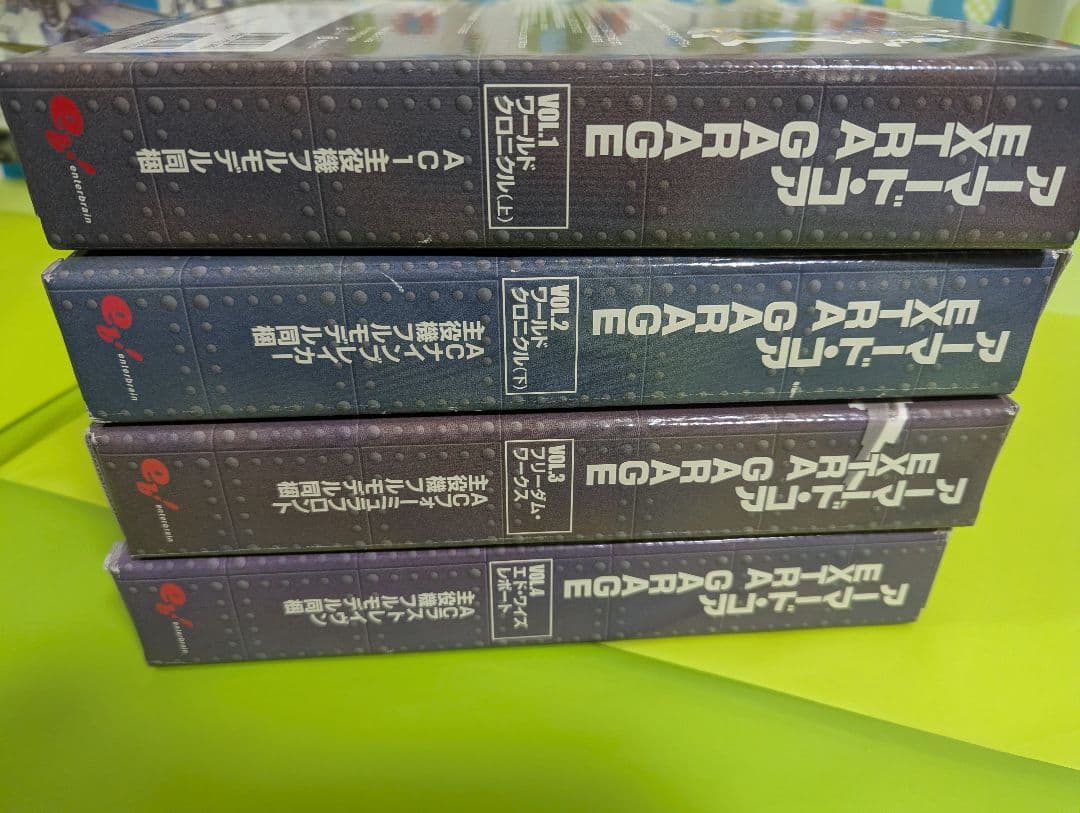 アーマード・コア
EXTRA GARAGE
VOL.1
ワールド
クロニクル(上)
AC1
主役機フルモデル同梱
eb!
enterbrain
アーマード・コア
EXTRA GARAGE
VOL.2
ワールド
クロニクル(下)
ACナインブレイカー
主役機フルモデル同梱
eb!
enterbrain
アーマード・コア
EXTRA GARAGE
VOL.3
フリーダム・
ワークス
ACフォーミュラフロント
主役機フルモデル同梱
eb!
enterbrain
アーマード・コア
EXTRA GARAGE
VOL.4
エド・ワイズ
レポート
ACラストレイヴン
主役機フルモデル同梱
eb!
enterbrain